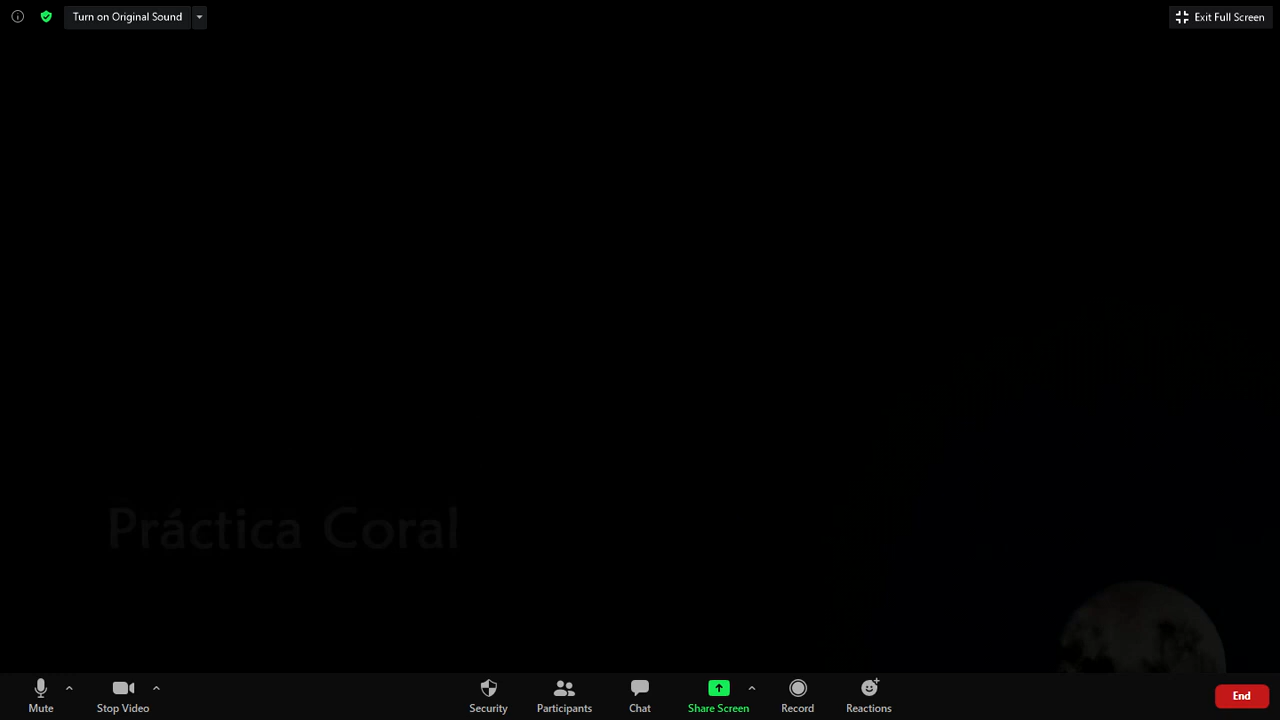 Turn on Original Sound
Exit Full Screen
Práctica Coral
Mute
Stop Video
Security
Participants
Chat
Share Screen
Record
Reactions
End